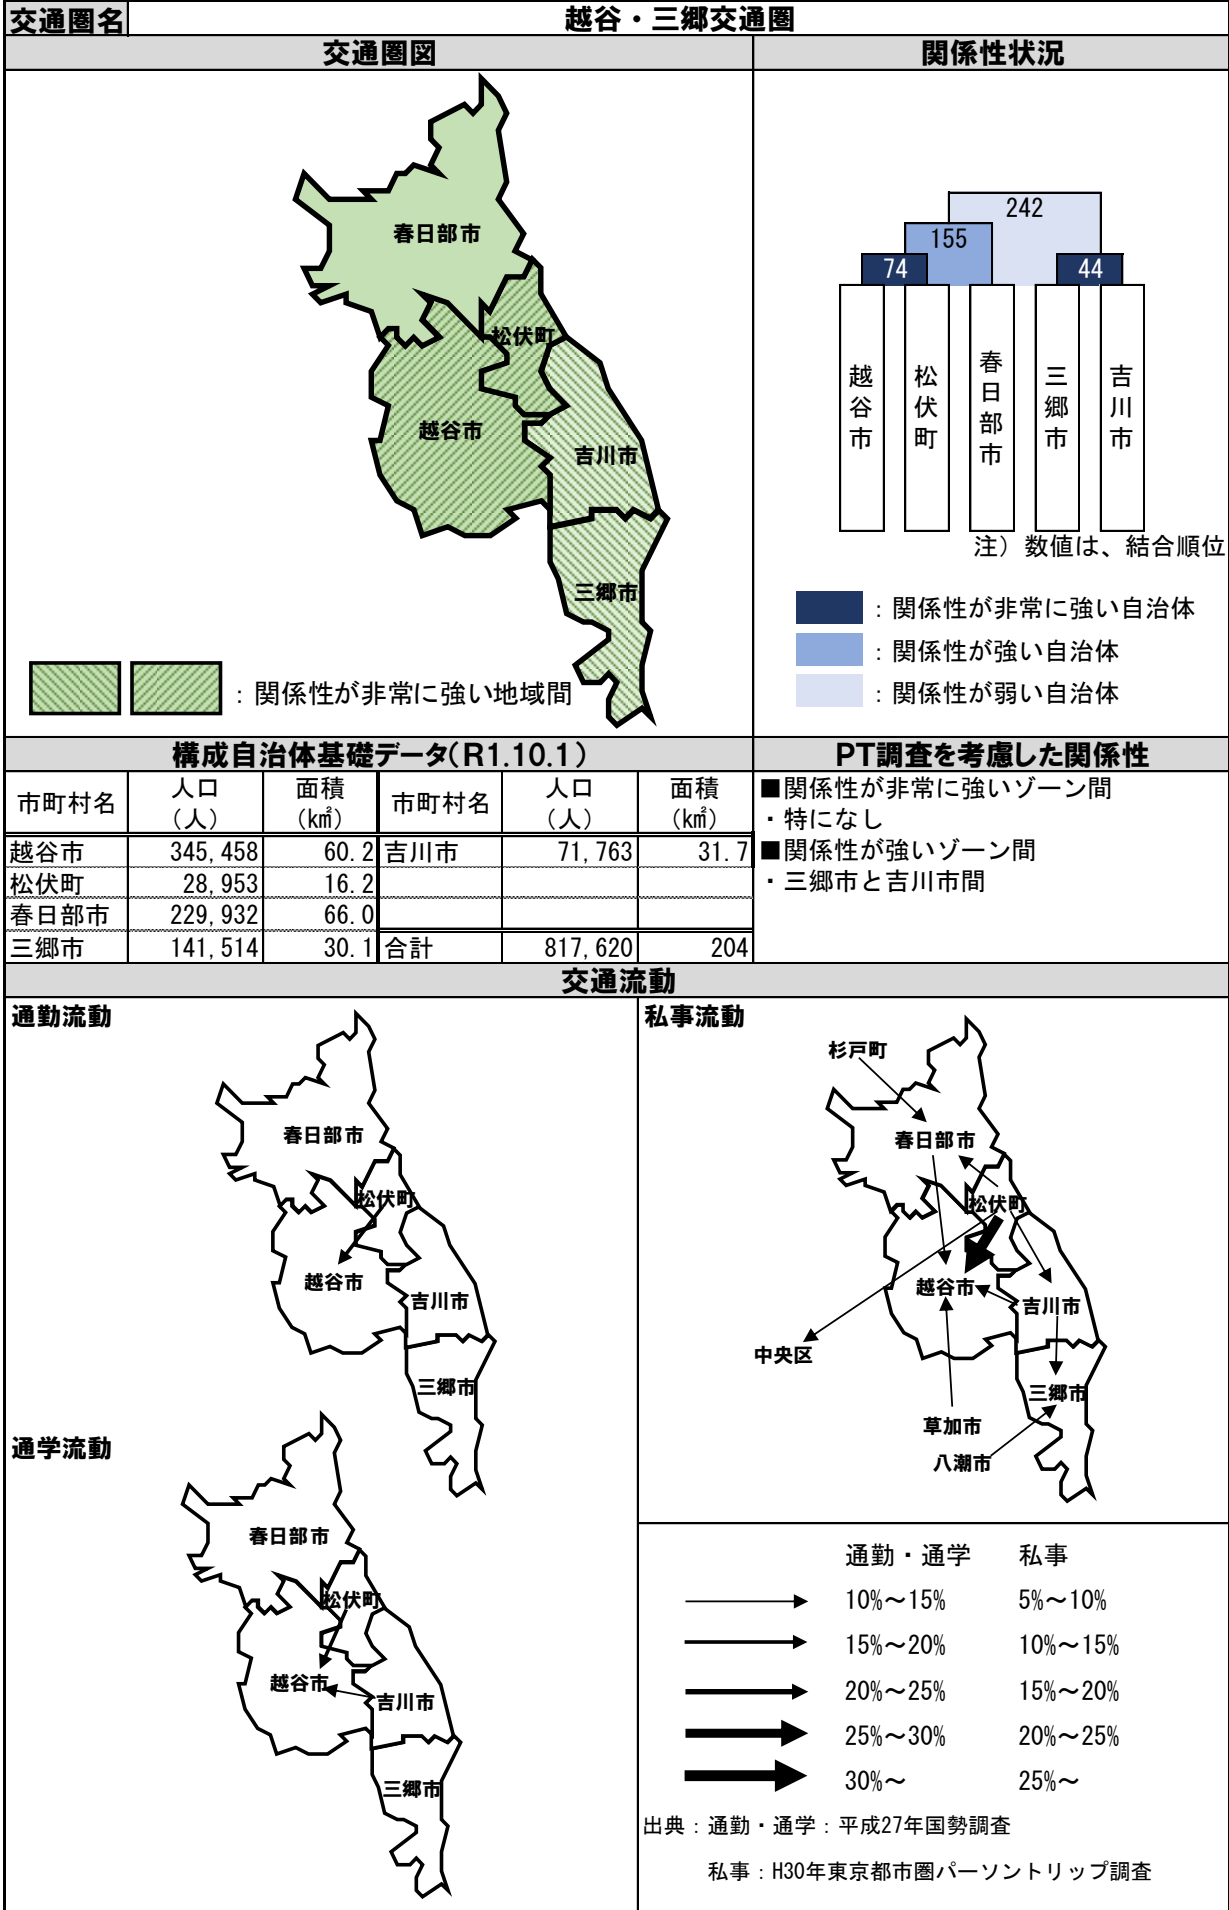 交通圏名
越谷・三郷交通圏
交通圏図
関係性状況
春日部市
松伏町
越谷市
吉川市
三郷市
：関係性が非常に強い地域間
242
155
74
44
越谷市
松伏町
春日部市
三郷市
吉川市
注）数値は、結合順位
：関係性が非常に強い自治体
：関係性が強い自治体
：関係性が弱い自治体
構成自治体基礎データ(R1.10.1)
市町村名 人口（人） 面積（㎢） 市町村名 人口（人） 面積（㎢）
越谷市 345,458 60.2 吉川市 71,763 31.7
松伏町 28,953 16.2
春日部市 229,932 66.0
三郷市 141,514 30.1 合計 817,620 204
PT調査を考慮した関係性
■関係性が非常に強いゾーン間
・特になし
■関係性が強いゾーン間
・三郷市と吉川市間
交通流動
通勤流動
春日部市
松伏町
越谷市
吉川市
三郷市
通学流動
春日部市
松伏町
越谷市
吉川市
三郷市
私事流動
杉戸町
春日部市
松伏町
越谷市
吉川市
中央区
三郷市
草加市
八潮市
通勤・通学 私事
10%～15% 5%～10%
15%～20% 10%～15%
20%～25% 15%～20%
25%～30% 20%～25%
30%～ 25%～
出典：通勤・通学：平成27年国勢調査
私事：H30年東京都市圏パーソントリップ調査